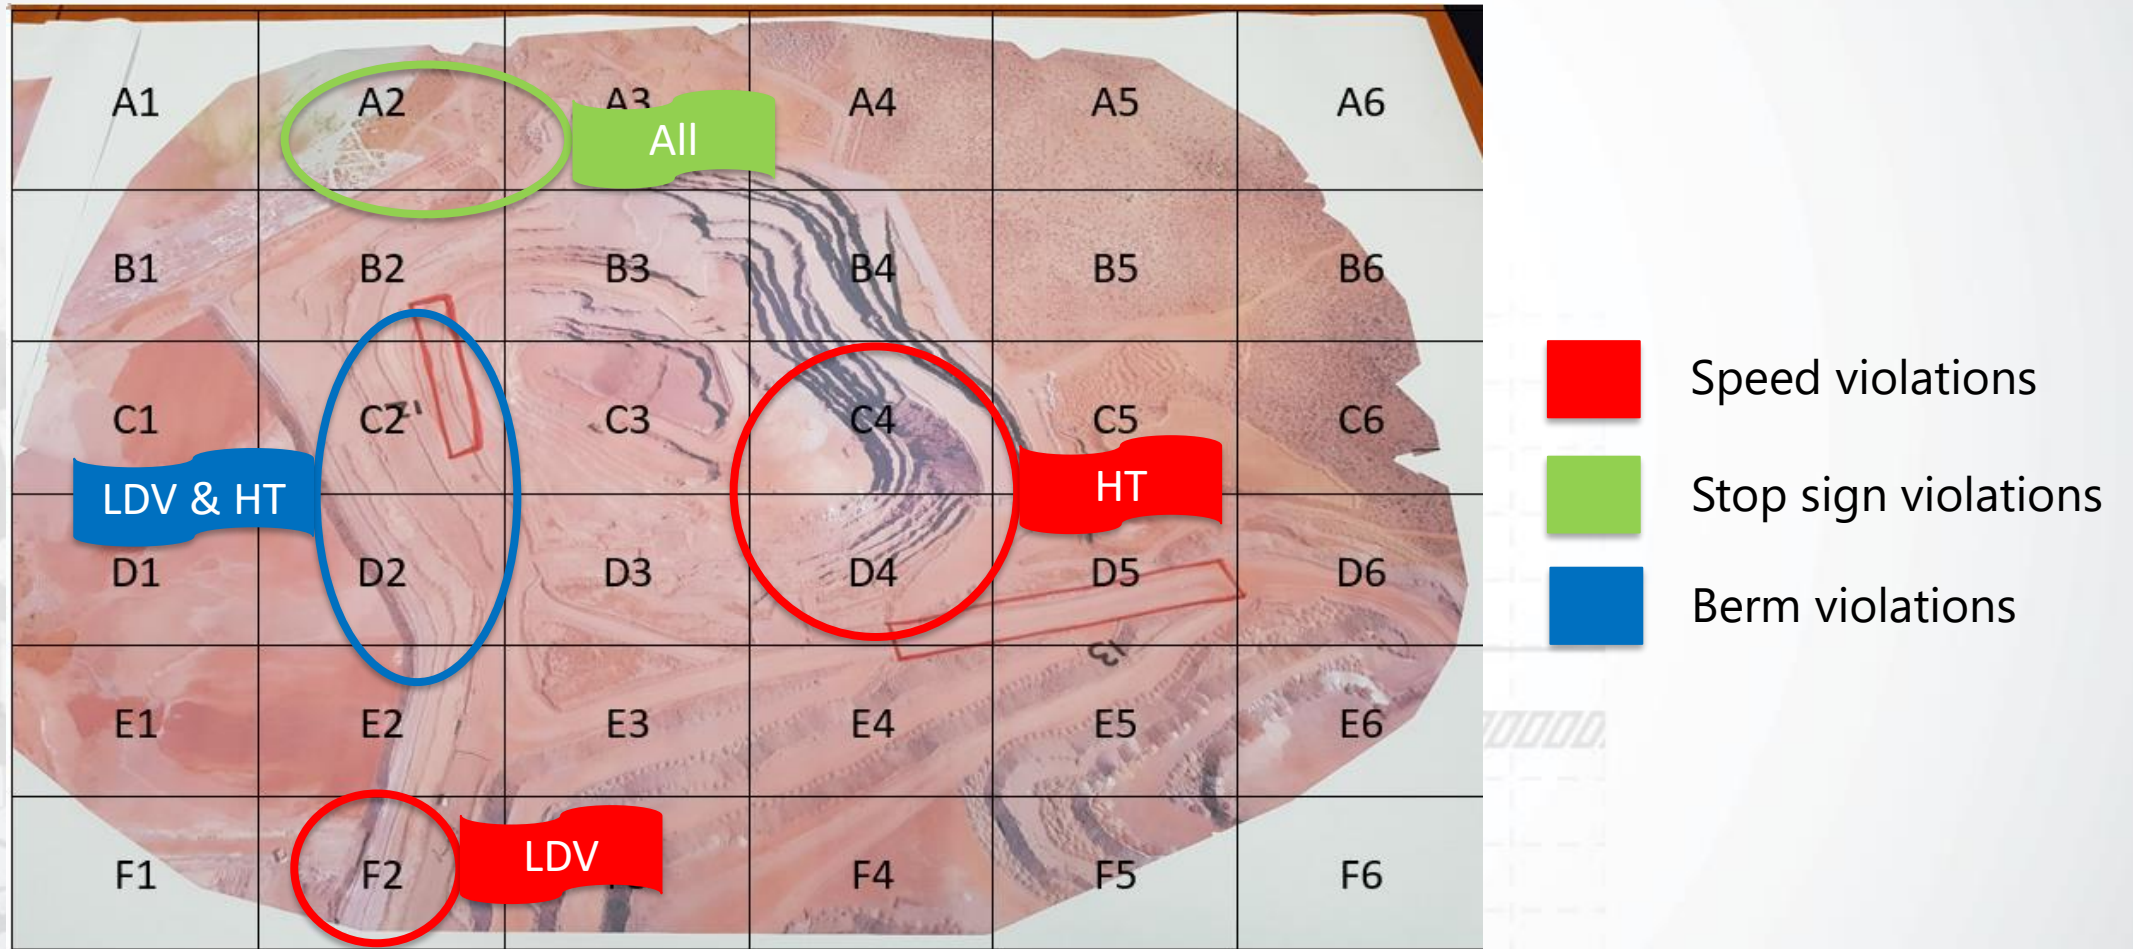 A1 A2 A3 A4 A5 A6
All
B1 B2 B3 B4 B5 B6
C1 C2 12 C3 C4 C5 C6
LDV & HT
HT
D1 D2 D3 D4 D5 D6
13
E1 E2 E3 E4 E5 E6
F1 F2 F4 F5 F6
LDV
Speed violations
Stop sign violations
Berm violations